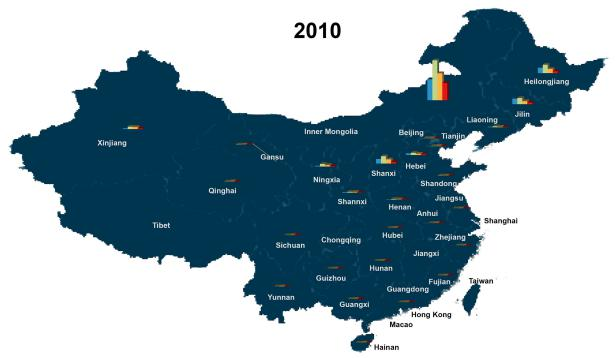 2010
Heilongjiang
Jilin
Liaoning
Inner Mongolia
Beijing
Tianjin
Xinjiang
Gansu
Hebei
Shanxi
Ningxia
Shandong
Qinghai
Shannxi
Jiangsu
Henan
Anhui
Shanghai
Tibet
Hubei
Zhejiang
Sichuan
Chongqing
Jiangxi
Hunan
Guizhou
Fujian
Taiwan
Guangdong
Yunnan
Guangxi
Hong Kong
Macao
Hainan